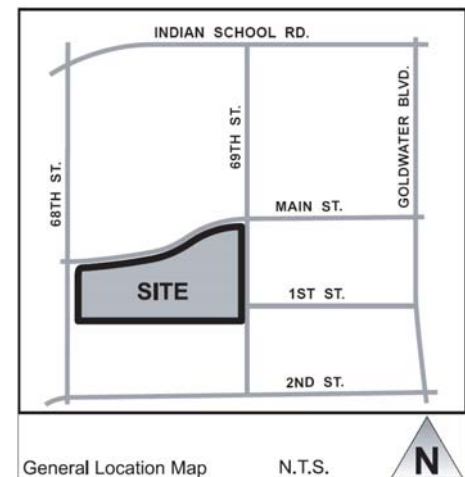 INDIAN SCHOOL RD.
68TH ST.
69TH ST.
GOLDWATER BLVD.
MAIN ST.
SITE
1ST ST.
2ND ST.
General Location Map
N.T.S.
N